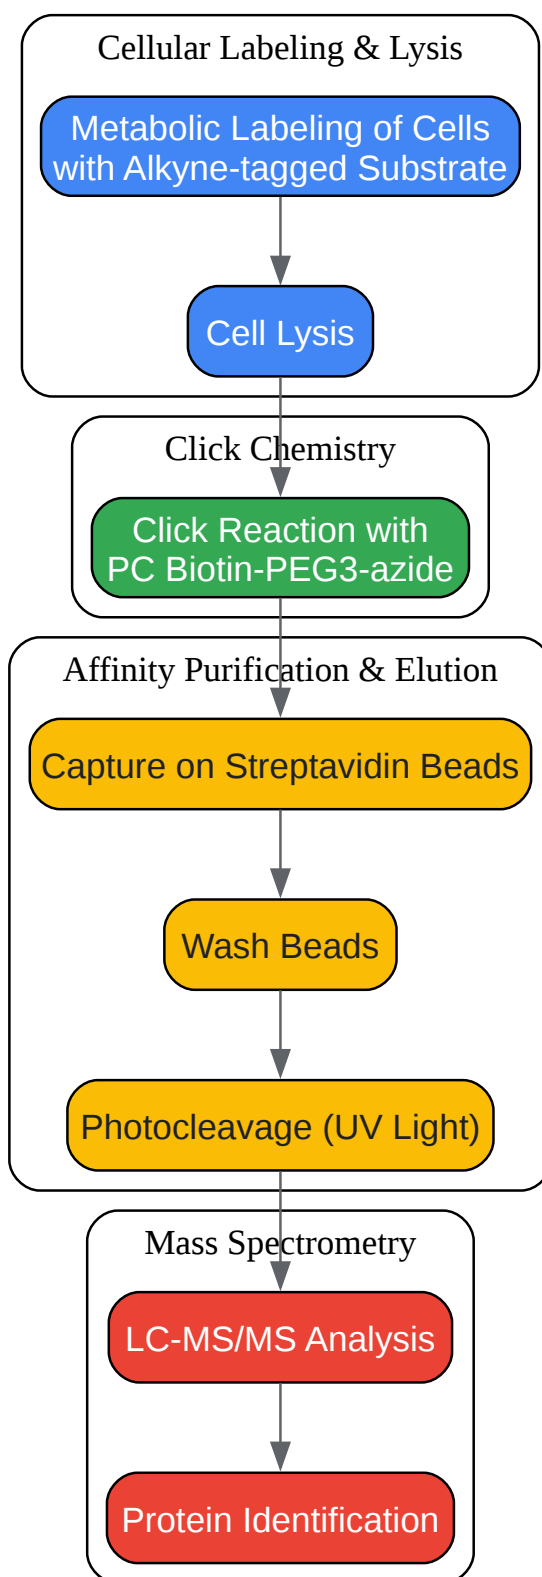 Cellular Labeling & Lysis
Metabolic Labeling of Cells
with Alkyne-tagged Substrate
Cell Lysis
Click Chemistry
Click Reaction with
PC Biotin-PEG3-azide
Affinity Purification & Elution
Capture on Streptavidin Beads
Wash Beads
Photocleavage (UV Light)
Mass Spectrometry
LC-MS/MS Analysis
Protein Identification